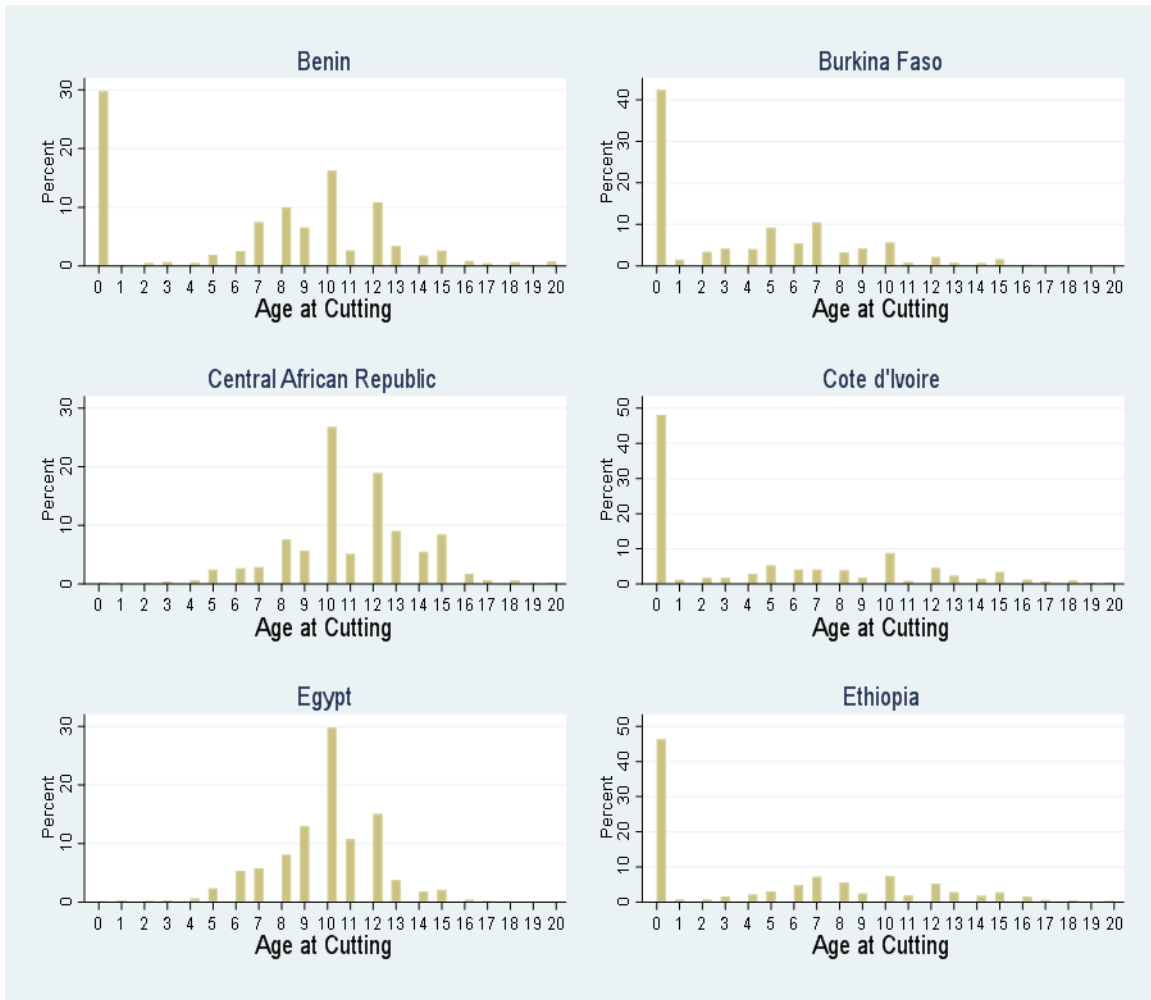 Benin
Percent
30
20
10
0
0 1 2 3 4 5 6 7 8 9 10 11 12 13 14 15 16 17 18 19 20
Age at Cutting
Burkina Faso
Percent
40
30
20
10
0
0 1 2 3 4 5 6 7 8 9 10 11 12 13 14 15 16 17 18 19 20
Age at Cutting
Central African Republic
Percent
30
20
10
0
0 1 2 3 4 5 6 7 8 9 10 11 12 13 14 15 16 17 18 19 20
Age at Cutting
Cote d'Ivoire
Percent
50
40
30
20
10
0
0 1 2 3 4 5 6 7 8 9 10 11 12 13 14 15 16 17 18 19 20
Age at Cutting
Egypt
Percent
30
20
10
0
0 1 2 3 4 5 6 7 8 9 10 11 12 13 14 15 16 17 18 19 20
Age at Cutting
Ethiopia
Percent
50
40
30
20
10
0
0 1 2 3 4 5 6 7 8 9 10 11 12 13 14 15 16 17 18 19 20
Age at Cutting